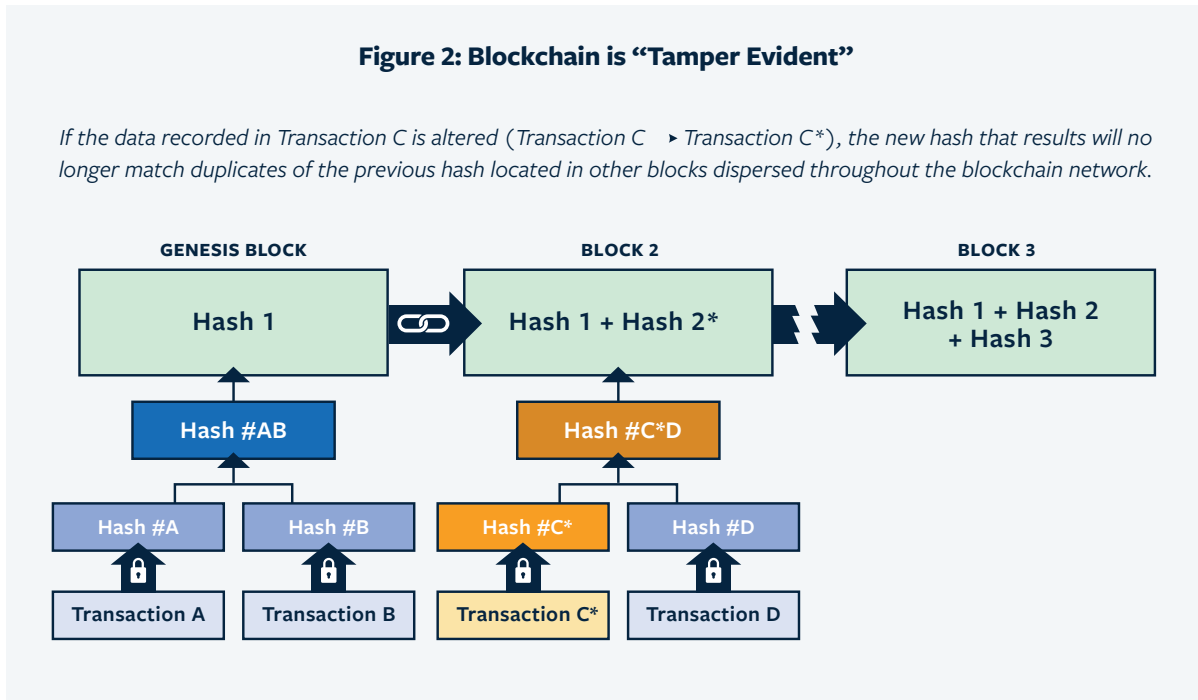 Figure 2: Blockchain is “Tamper Evident”
If the data recorded in Transaction C is altered (Transaction C ‣ Transaction C*), the new hash that results will no
longer match duplicates of the previous hash located in other blocks dispersed throughout the blockchain network.
GENESIS BLOCK
BLOCK 2
BLOCK 3
Hash 1
Hash 1 + Hash 2*
Hash 1 + Hash 2
+ Hash 3
Hash #AB
Hash #C*D
Hash #A
Hash #B
Hash #C*
Hash #D
Transaction A
Transaction B
Transaction C*
Transaction D